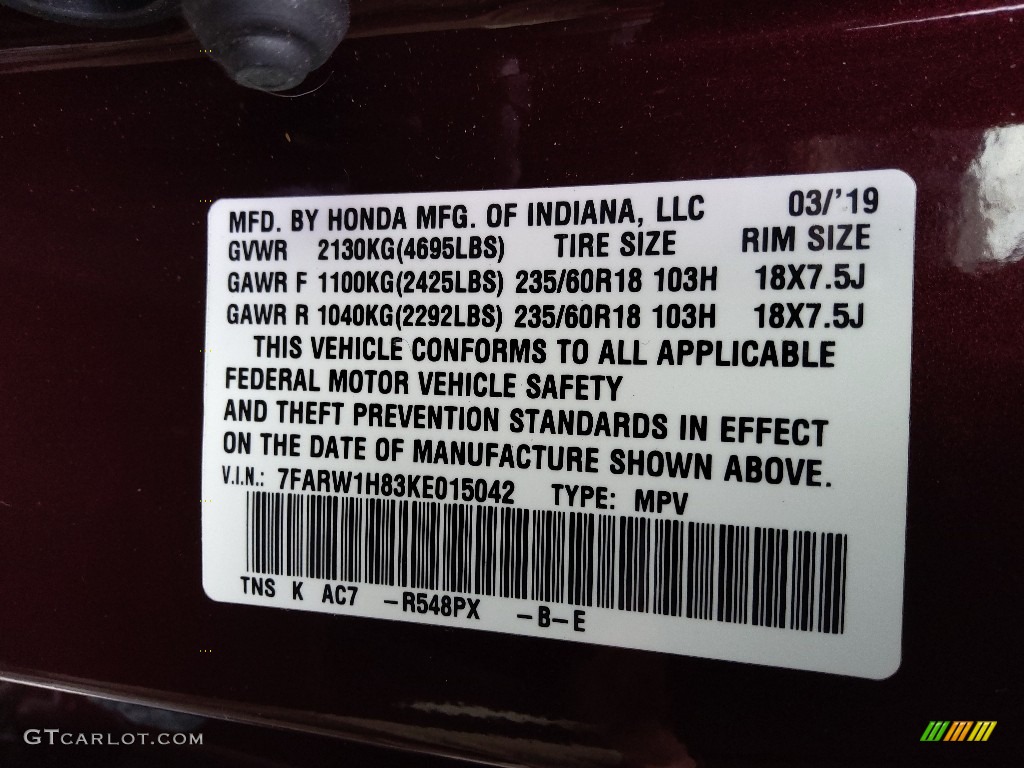 MFD. BY HONDA MFG. OF INDIANA, LLC 03/'19
GVWR 2130KG(4695LBS) TIRE SIZE RIM SIZE
GAWR F 1100KG(2425LBS) 235/60R18 103H 18X7.5J
GAWR R 1040KG(2292LBS) 235/60R18 103H 18X7.5J
THIS VEHICLE CONFORMS TO ALL APPLICABLE
FEDERAL MOTOR VEHICLE SAFETY
AND THEFT PREVENTION STANDARDS IN EFFECT
ON THE DATE OF MANUFACTURE SHOWN ABOVE.
V.I.N.: 7FARW1H83KE015042 TYPE: MPV
TNS K AC7 -R548PX -B-E
GTCARLOT.COM